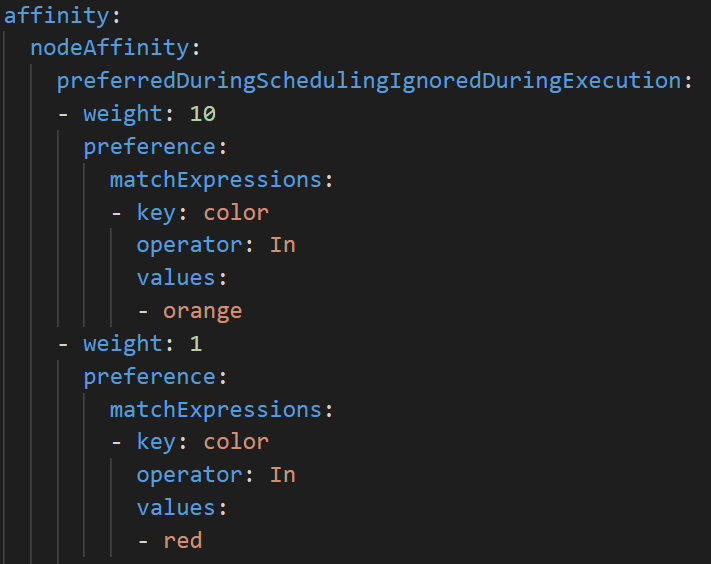 affinity:
  nodeAffinity:
    preferredDuringSchedulingIgnoredDuringExecution:
    - weight: 10
      preference:
        matchExpressions:
        - key: color
          operator: In
          values:
          - orange
    - weight: 1
      preference:
        matchExpressions:
        - key: color
          operator: In
          values:
          - red